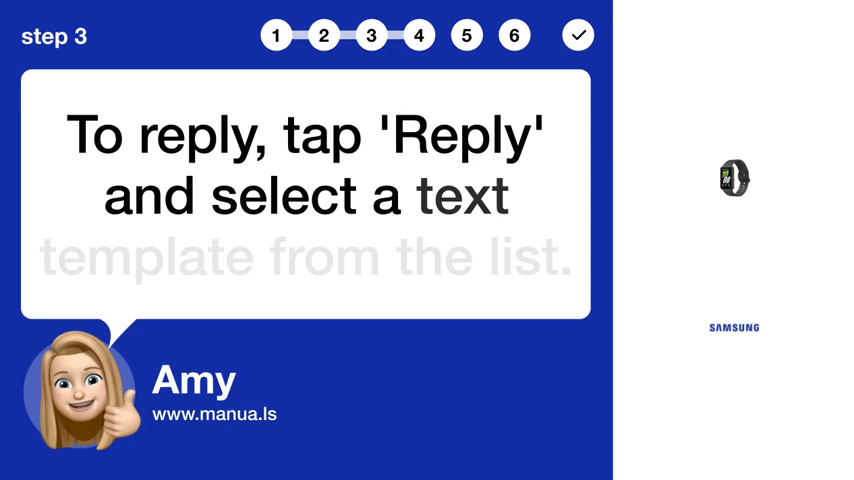 step 3
1 2 3 4 5 6
To reply, tap 'Reply'
and select a text
template from the list.
Amy
www.manua.ls
SAMSUNG